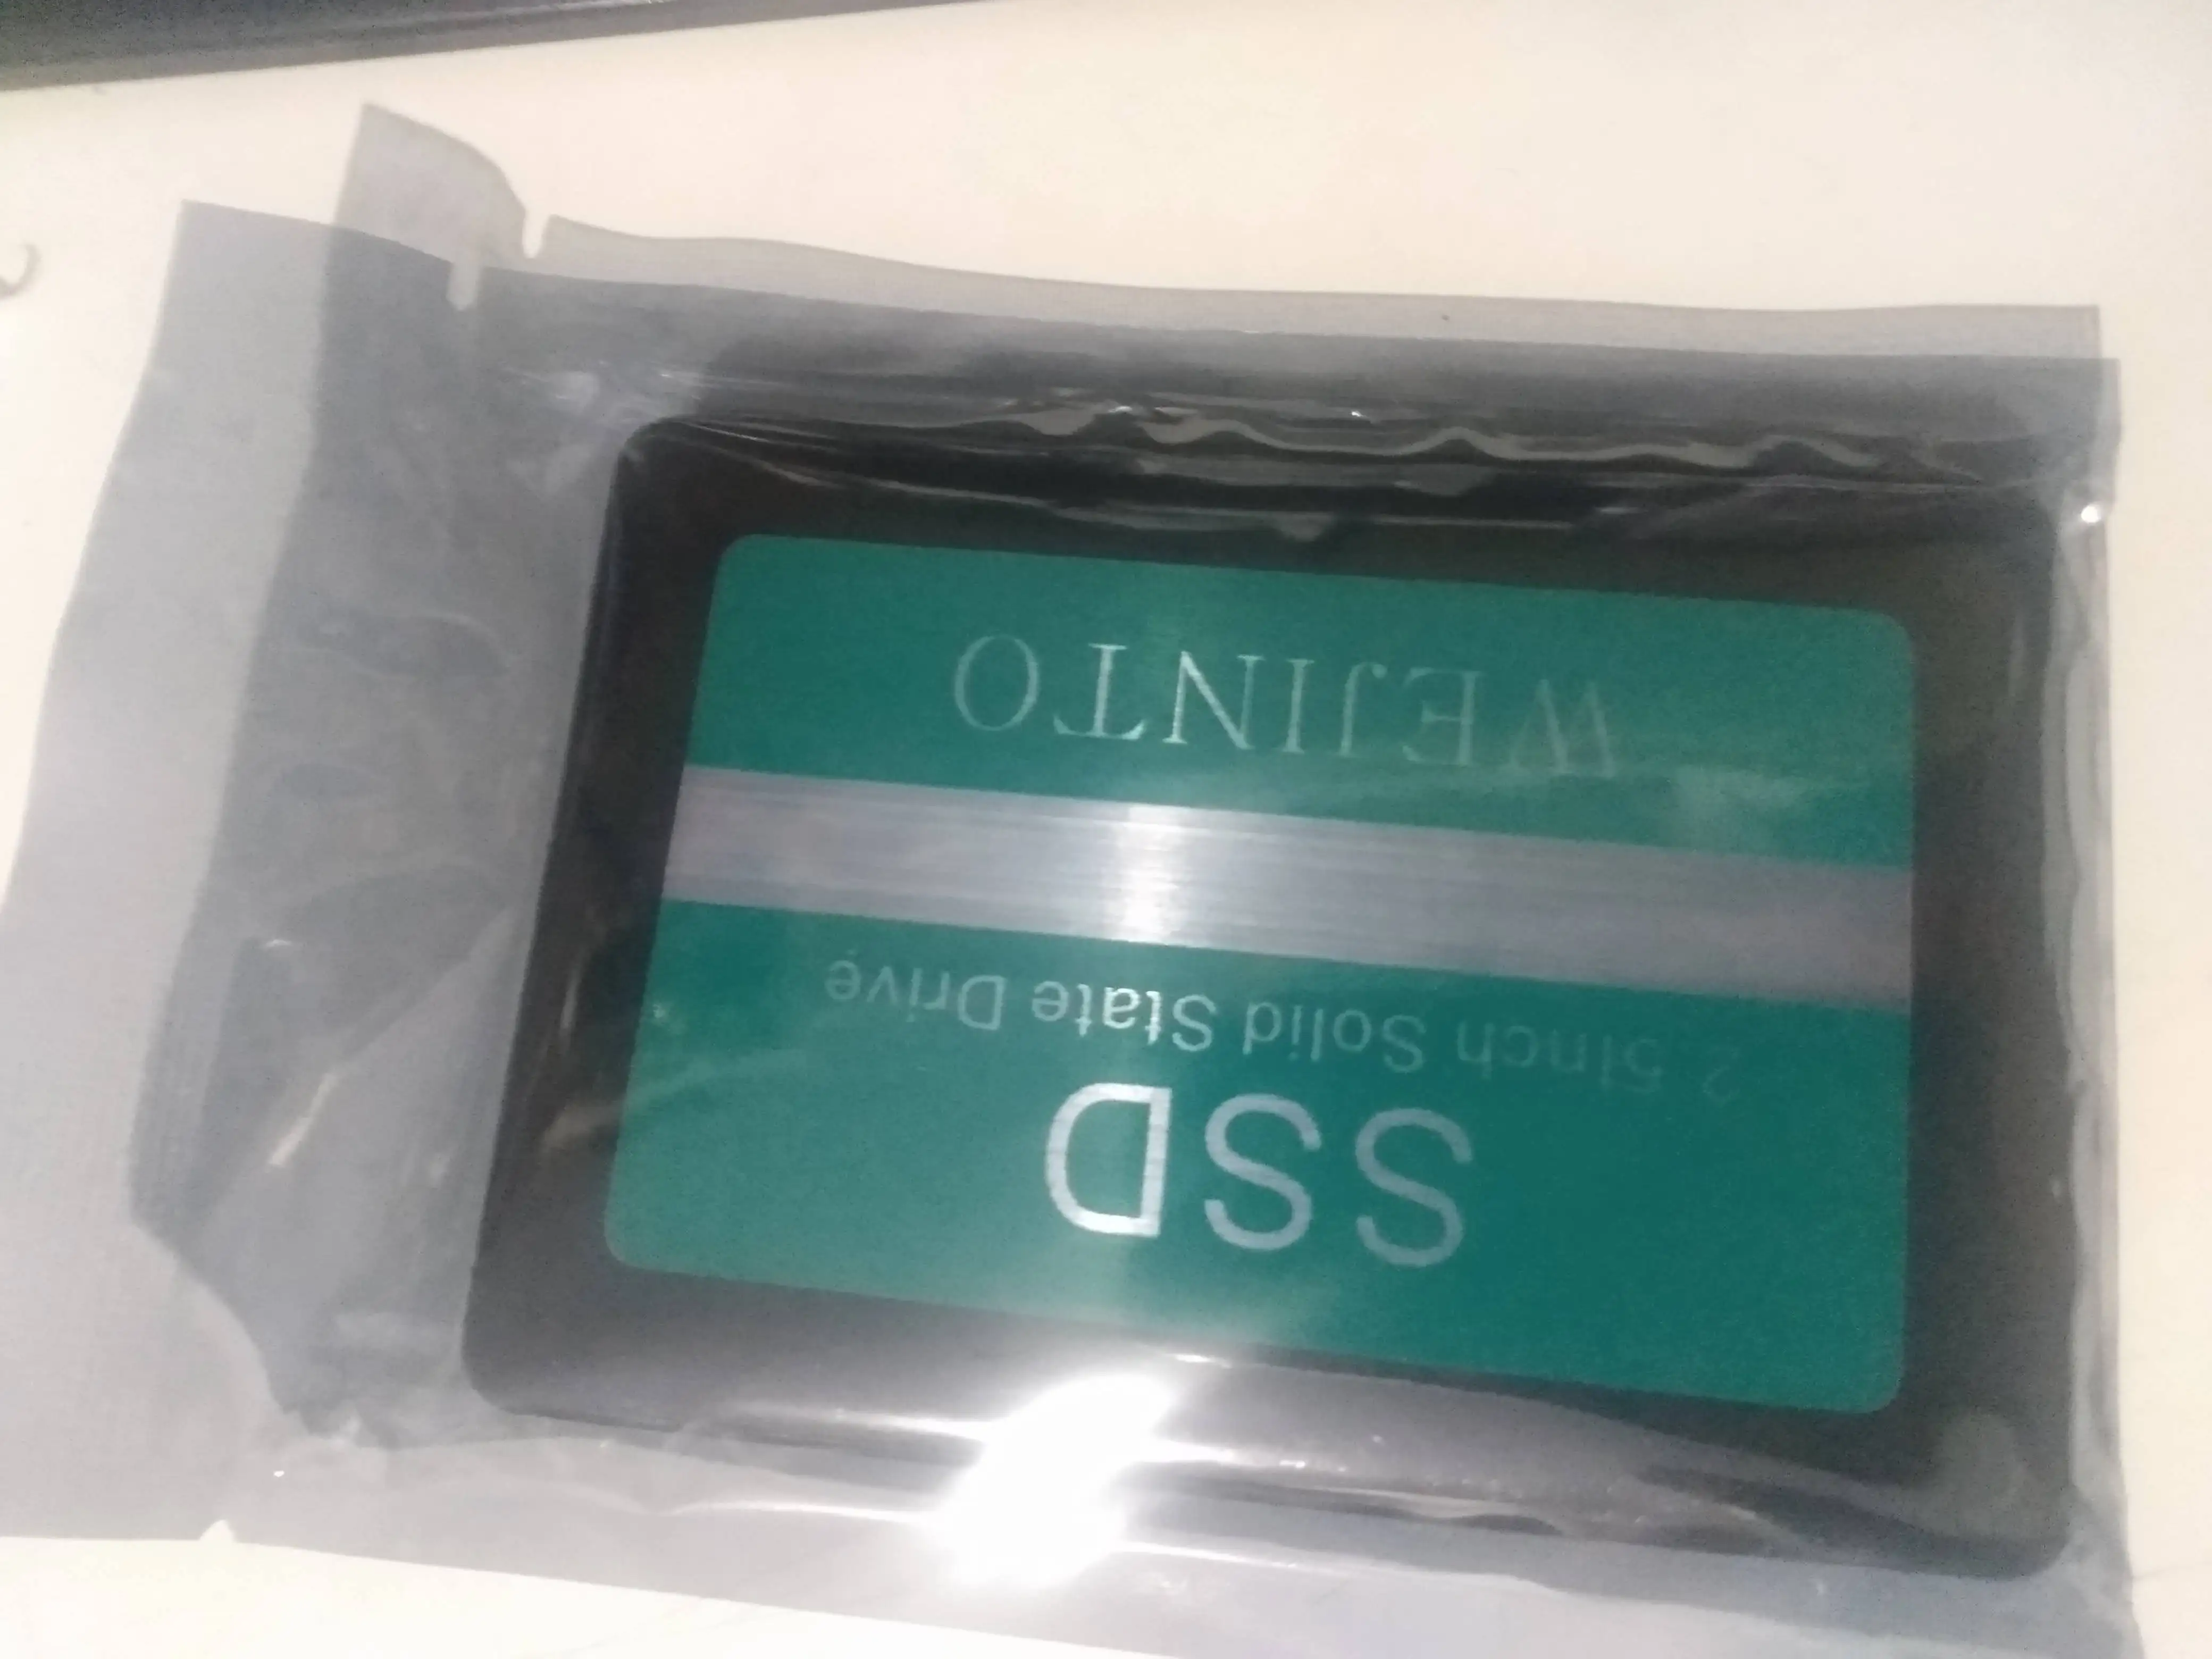 SSD
2.5Inch Solid State Drive
WEJINTO